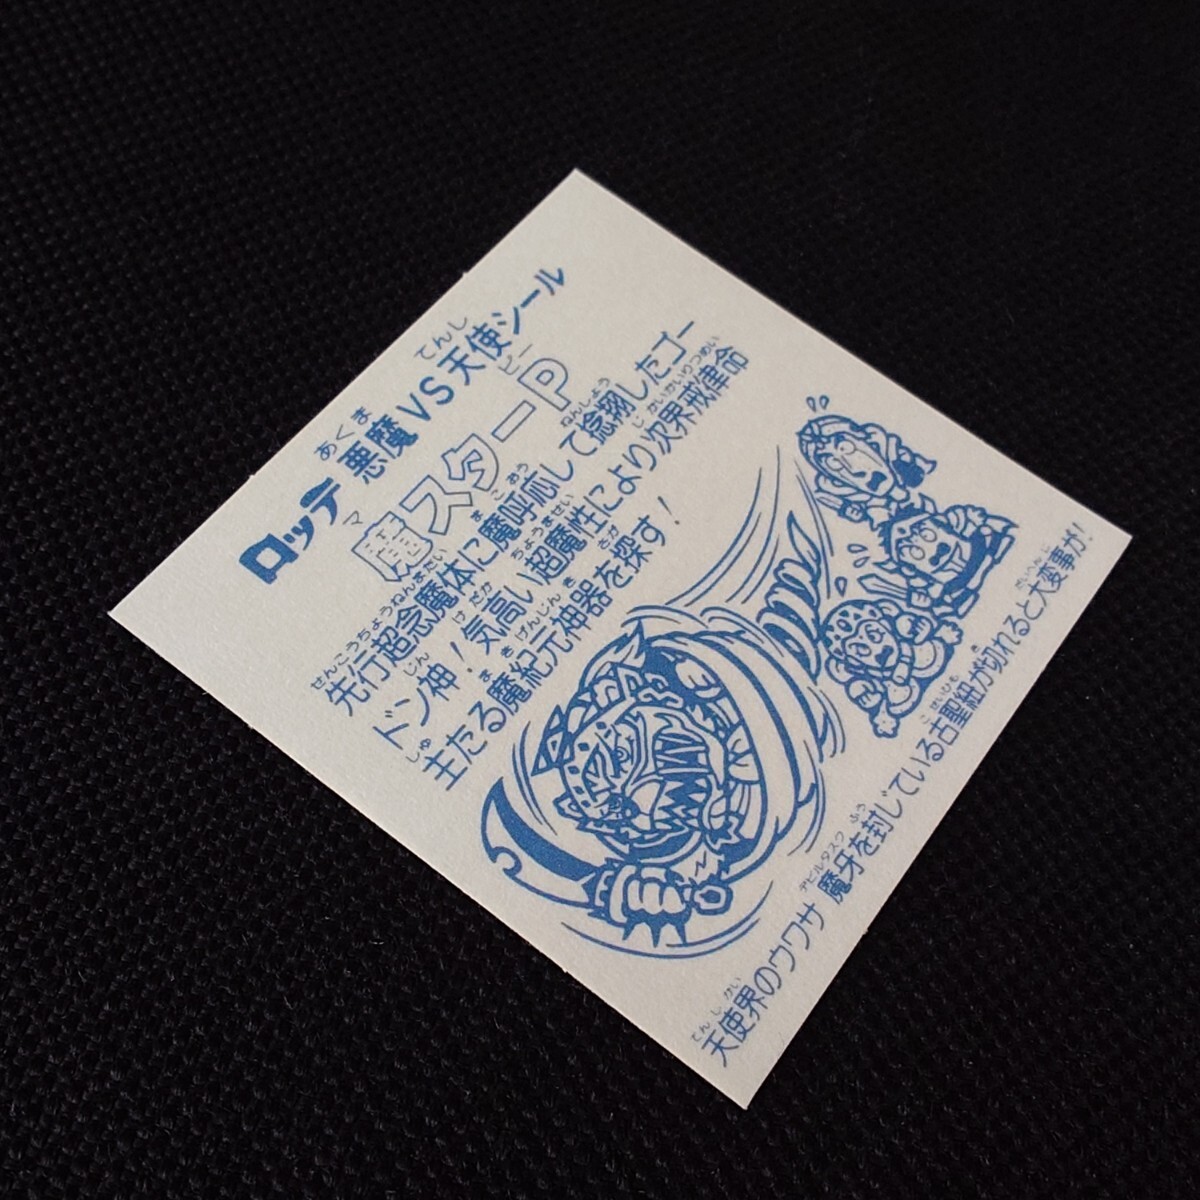 ロッテ 悪魔VS天使シール
魔スターP
先行超念魔体に魔呼応して捻搠したゴー
ドン神！気高い超魔性により次界戒律命
主たる魔紀元神器を探す！
天使界のウワサ 魔牙を封じている古聖紐が切れると大変事が！